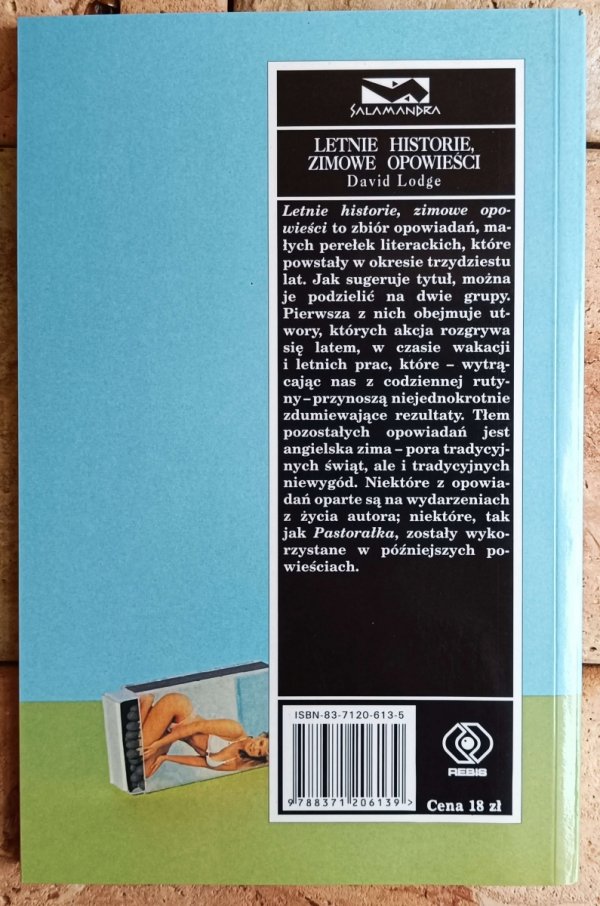 SALAMANDRA
LETNIE HISTORIE,
ZIMOWE OPOWIEŚCI
David Lodge
Letnie historie, zimowe opo-
wieści to zbiór opowiadań, ma-
łych perełek literackich, które
powstały w okresie trzydziestu
lat. Jak sugeruje tytuł, można
je podzielić na dwie grupy.
Pierwsza z nich obejmuje ut-
wory, których akcja rozgrywa
się latem, w czasie wakacji
i letnich prac, które – wytrą-
cając nas z codziennej ruty-
ny – przynoszą niejednokrotnie
zdumiewające rezultaty. Tłem
pozostałych opowiadań jest
angielska zima – pora tradycyj-
nych świąt, ale i tradycyjnych
niewygód. Niektóre z opowia-
dań oparte są na wydarzeniach
z życia autora; niektóre, tak
jak Pastorałka, zostały wyko-
rzystane w późniejszych po-
wieściach.
ISBN-83-7120-613-5
9788371206139>
REBIS
Cena 18 zł